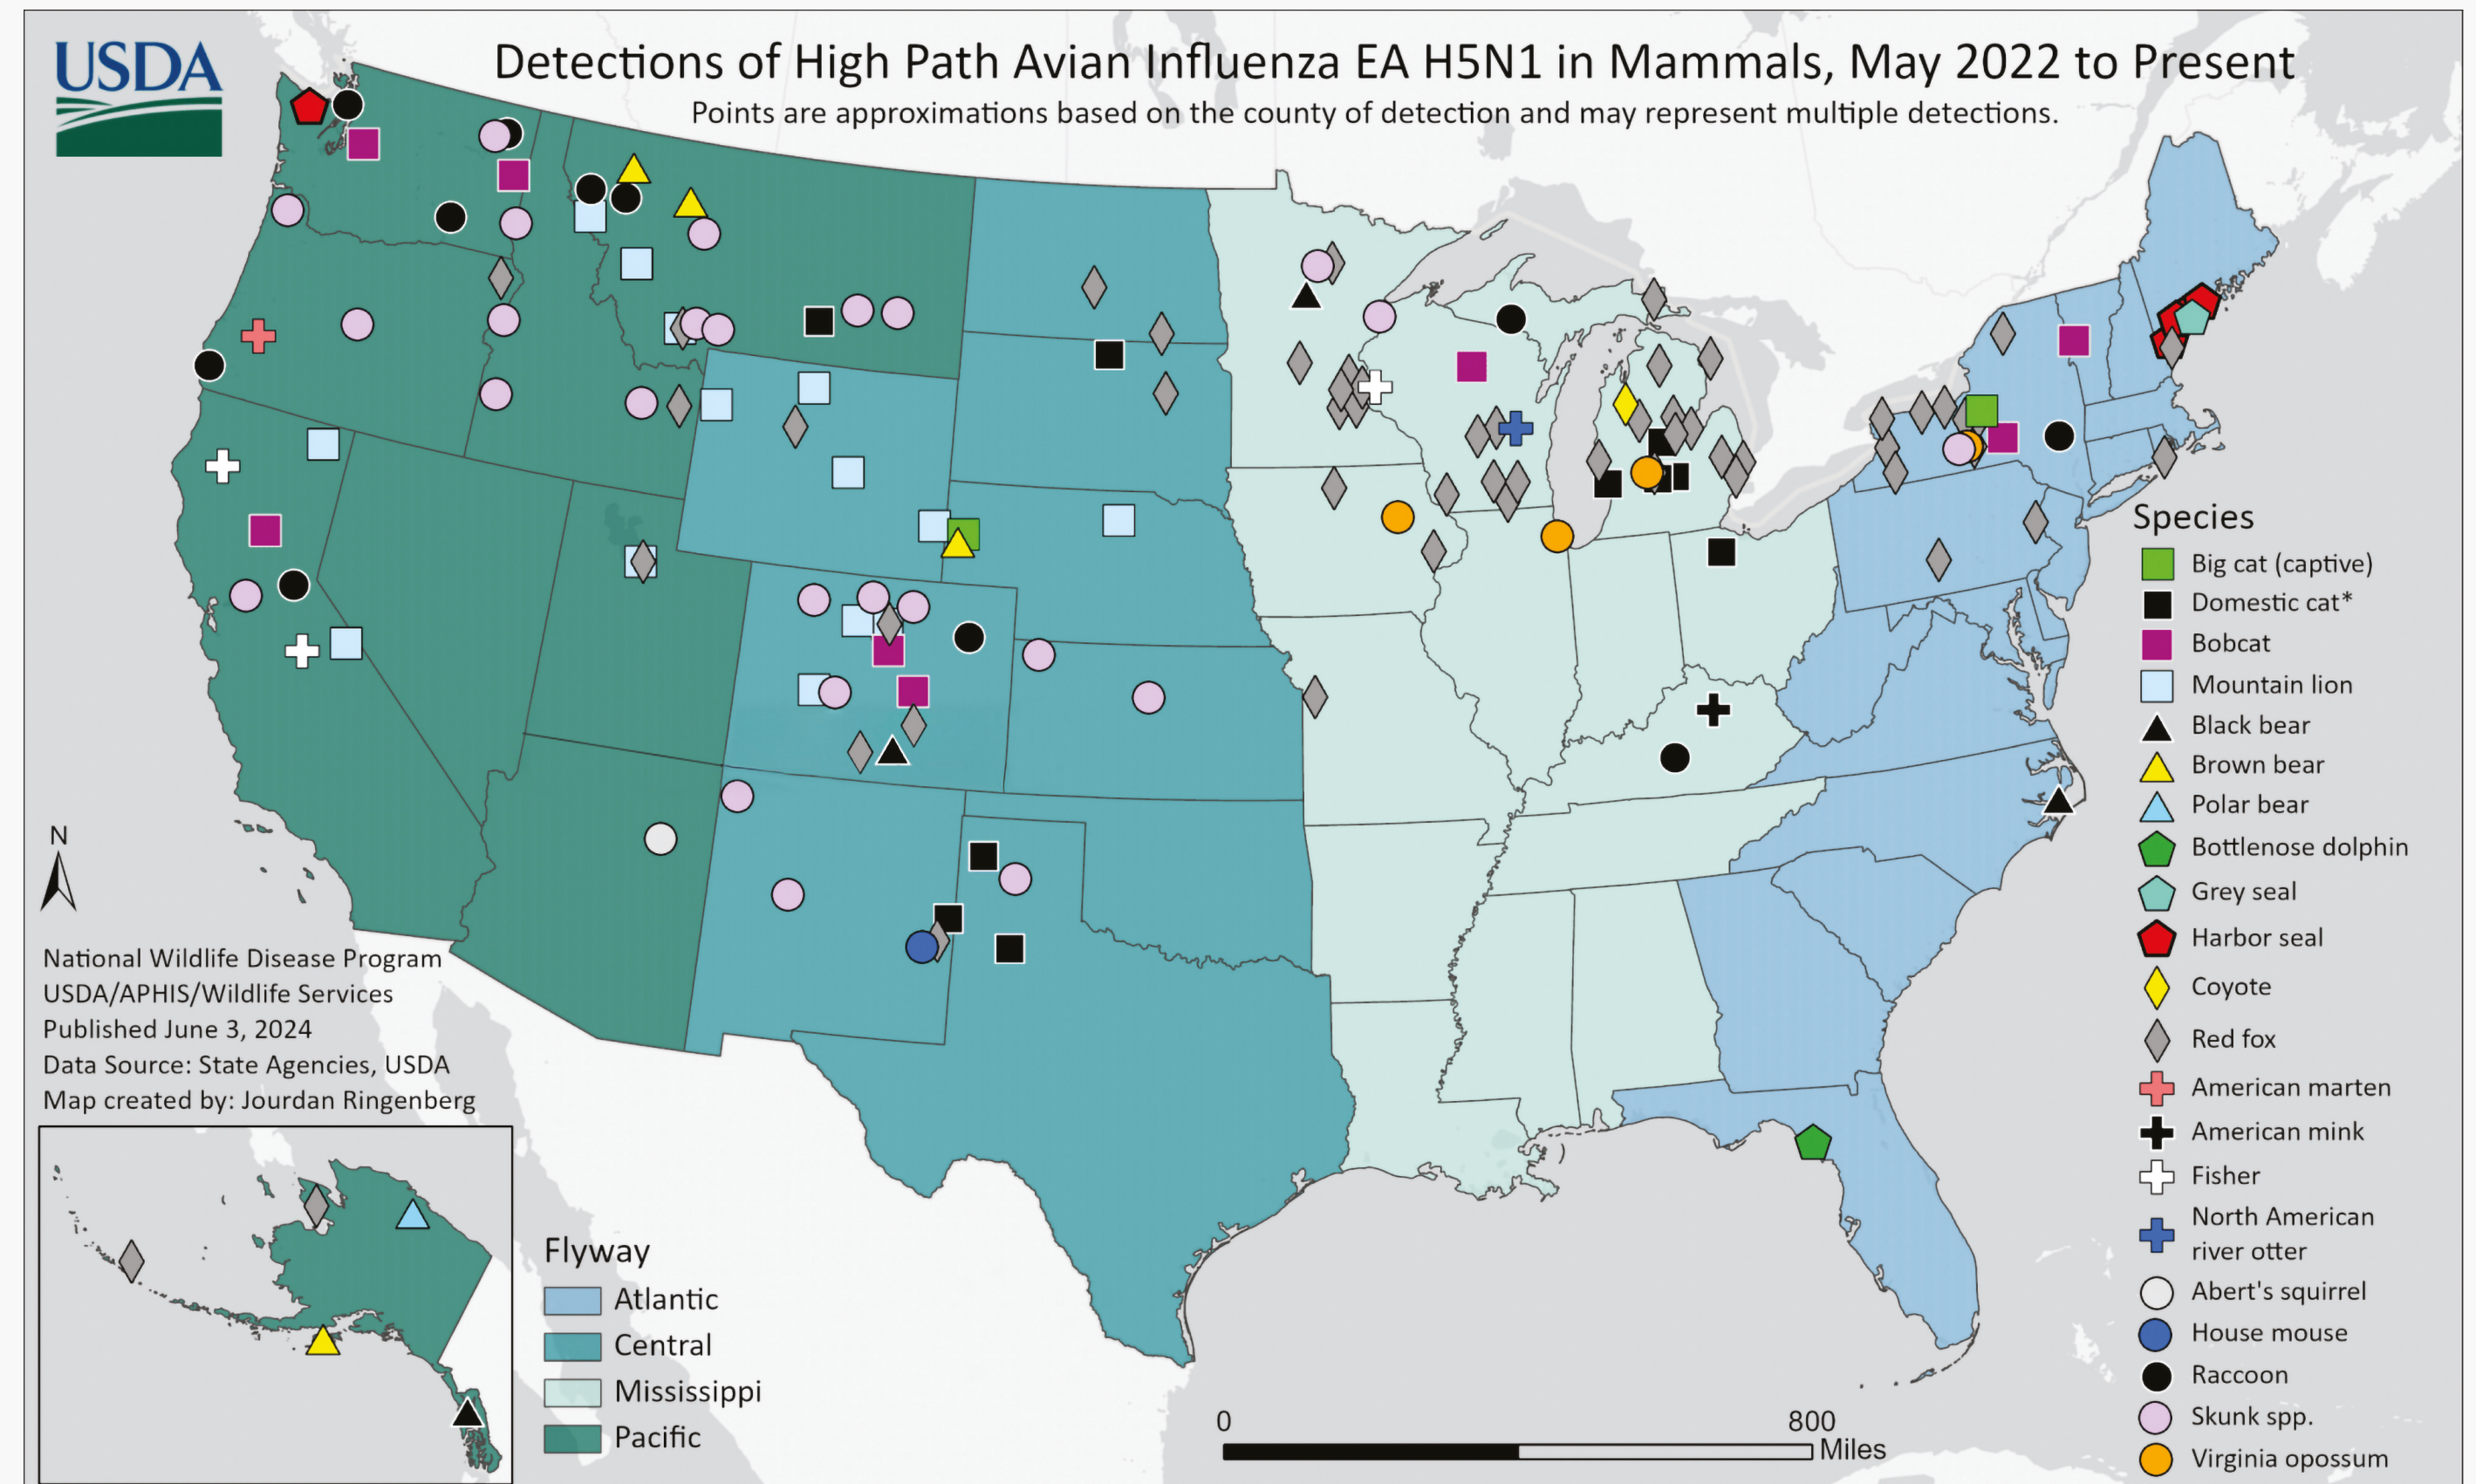 USDA
Detections of High Path Avian Influenza EA H5N1 in Mammals, May 2022 to Present
Points are approximations based on the county of detection and may represent multiple detections.
Species
Big cat (captive)
Domestic cat*
Bobcat
Mountain lion
Black bear
Brown bear
Polar bear
Bottlenose dolphin
Grey seal
Harbor seal
Coyote
Red fox
American marten
American mink
Fisher
North American
river otter
Abert's squirrel
House mouse
Raccoon
Skunk spp.
Virginia opossum
N
National Wildlife Disease Program
USDA/APHIS/Wildlife Services
Published June 3, 2024
Data Source: State Agencies, USDA
Map created by: Jourdan Ringenberg
Flyway
Atlantic
Central
Mississippi
Pacific
0 800
Miles